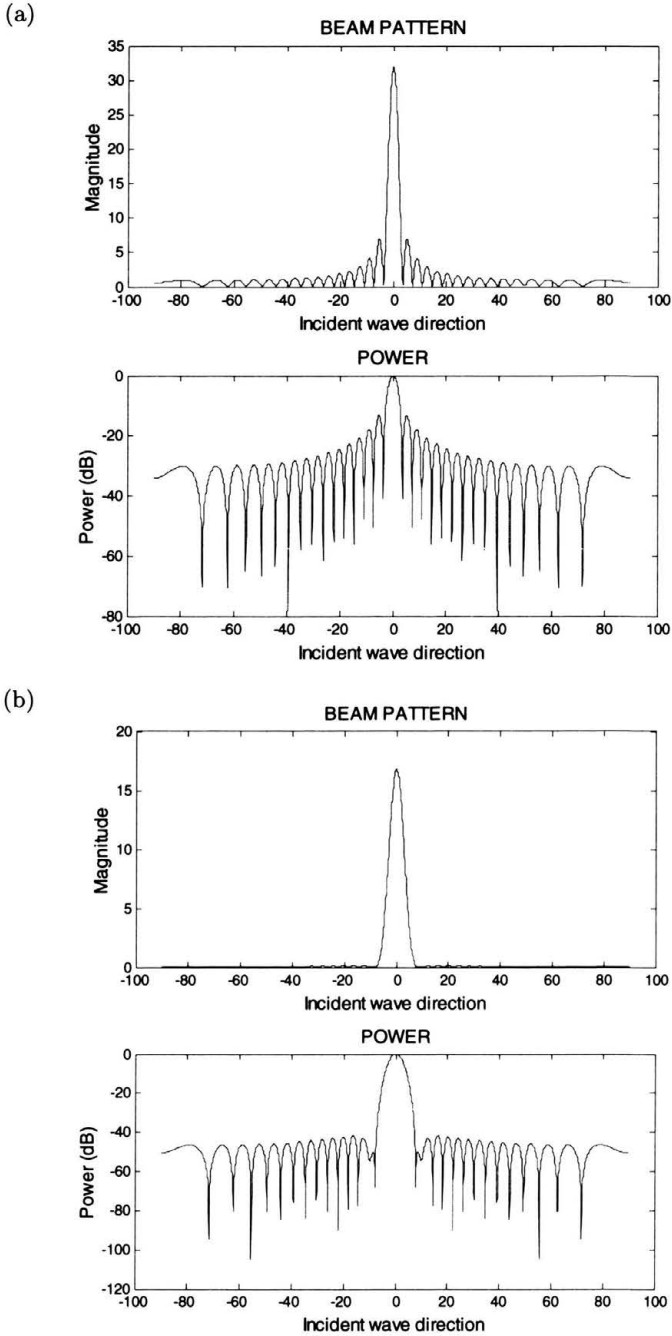 (a)
BEAM PATTERN
35
30
25
20
15
10
5
0
Magnitude
-100 -80 -60 -40 -20 0 20 40 60 80 100
Incident wave direction
POWER
0
-20
-40
-60
-80
Power (dB)
-100 -80 -60 -40 -20 0 20 40 60 80 100
Incident wave direction
(b)
BEAM PATTERN
20
15
10
5
0
Magnitude
-100 -80 -60 -40 -20 0 20 40 60 80 100
Incident wave direction
POWER
0
-20
-40
-60
-80
-100
-120
Power (dB)
-100 -80 -60 -40 -20 0 20 40 60 80 100
Incident wave direction